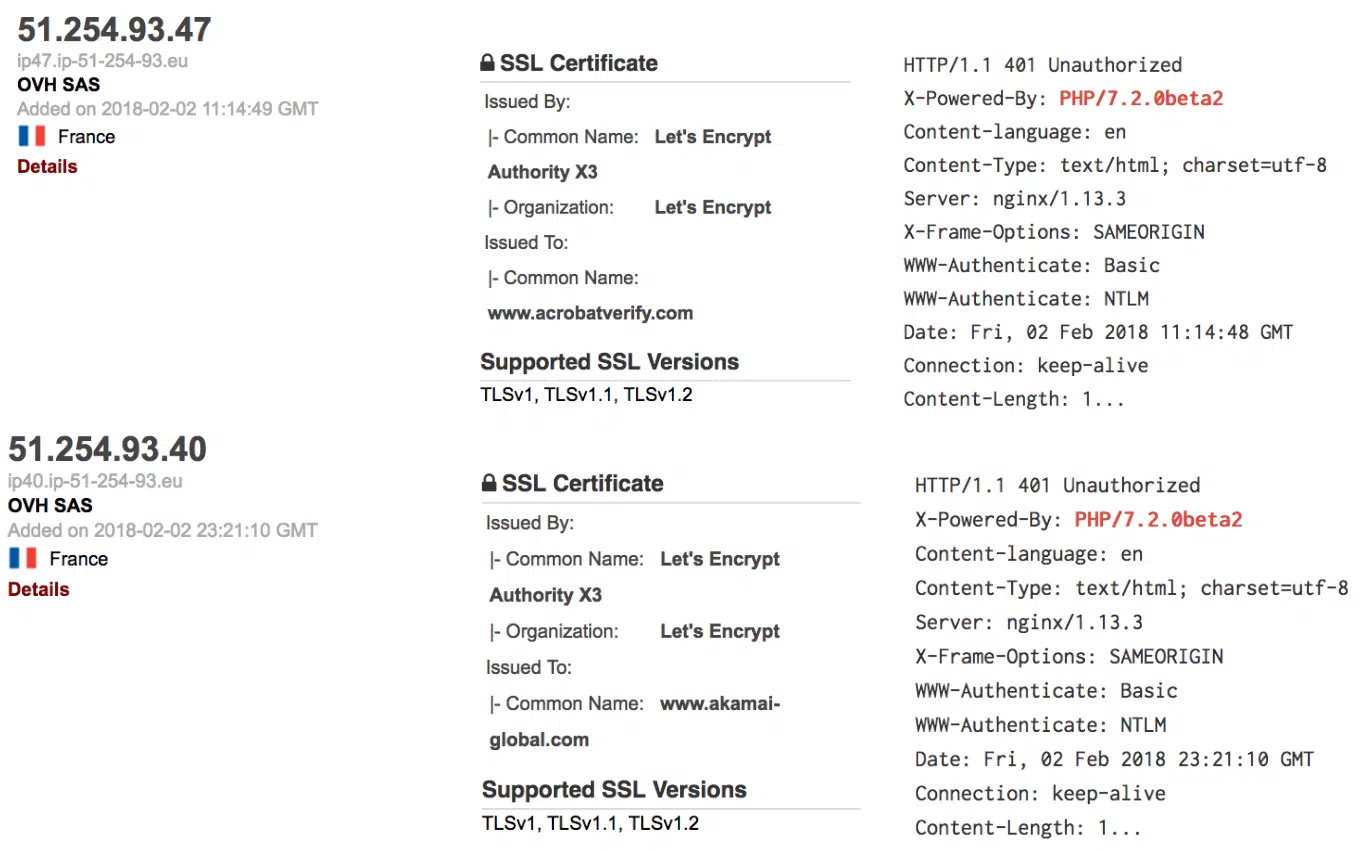 51.254.93.47
ip47.ip-51-254-93.eu
OVH SAS
Added on 2018-02-02 11:14:49 GMT
France
Details
SSL Certificate
Issued By:
|- Common Name: Let's Encrypt
Authority X3
|- Organization: Let's Encrypt
Issued To:
|- Common Name:
www.acrobatverify.com
Supported SSL Versions
TLSv1, TLSv1.1, TLSv1.2
HTTP/1.1 401 Unauthorized
X-Powered-By: PHP/7.2.0beta2
Content-language: en
Content-Type: text/html; charset=utf-8
Server: nginx/1.13.3
X-Frame-Options: SAMEORIGIN
WWW-Authenticate: Basic
WWW-Authenticate: NTLM
Date: Fri, 02 Feb 2018 11:14:48 GMT
Connection: keep-alive
Content-Length: 1...
51.254.93.40
ip40.ip-51-254-93.eu
OVH SAS
Added on 2018-02-02 23:21:10 GMT
France
Details
SSL Certificate
Issued By:
|- Common Name: Let's Encrypt
Authority X3
|- Organization: Let's Encrypt
Issued To:
|- Common Name: www.akamai-
global.com
Supported SSL Versions
TLSv1, TLSv1.1, TLSv1.2
HTTP/1.1 401 Unauthorized
X-Powered-By: PHP/7.2.0beta2
Content-language: en
Content-Type: text/html; charset=utf-8
Server: nginx/1.13.3
X-Frame-Options: SAMEORIGIN
WWW-Authenticate: Basic
WWW-Authenticate: NTLM
Date: Fri, 02 Feb 2018 23:21:10 GMT
Connection: keep-alive
Content-Length: 1...